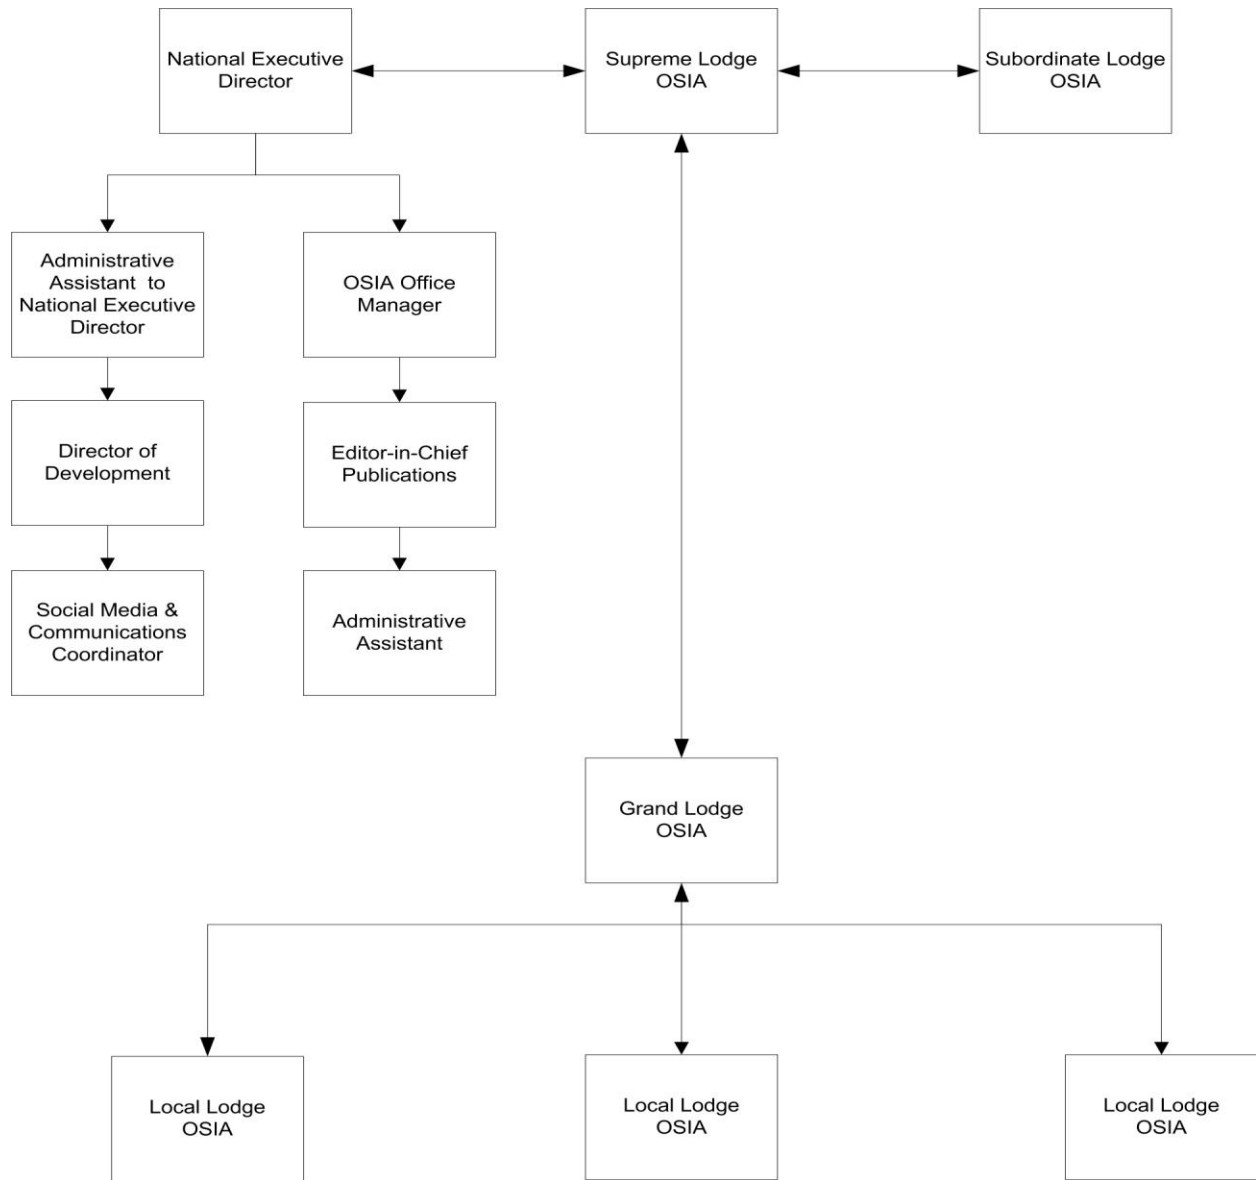 National Executive
Director
Supreme Lodge
OSIA
Subordinate Lodge
OSIA
Administrative
Assistant to
National Executive
Director
OSIA Office
Manager
Director of
Development
Editor-in-Chief
Publications
Social Media &
Communications
Coordinator
Administrative
Assistant
Grand Lodge
OSIA
Local Lodge
OSIA
Local Lodge
OSIA
Local Lodge
OSIA